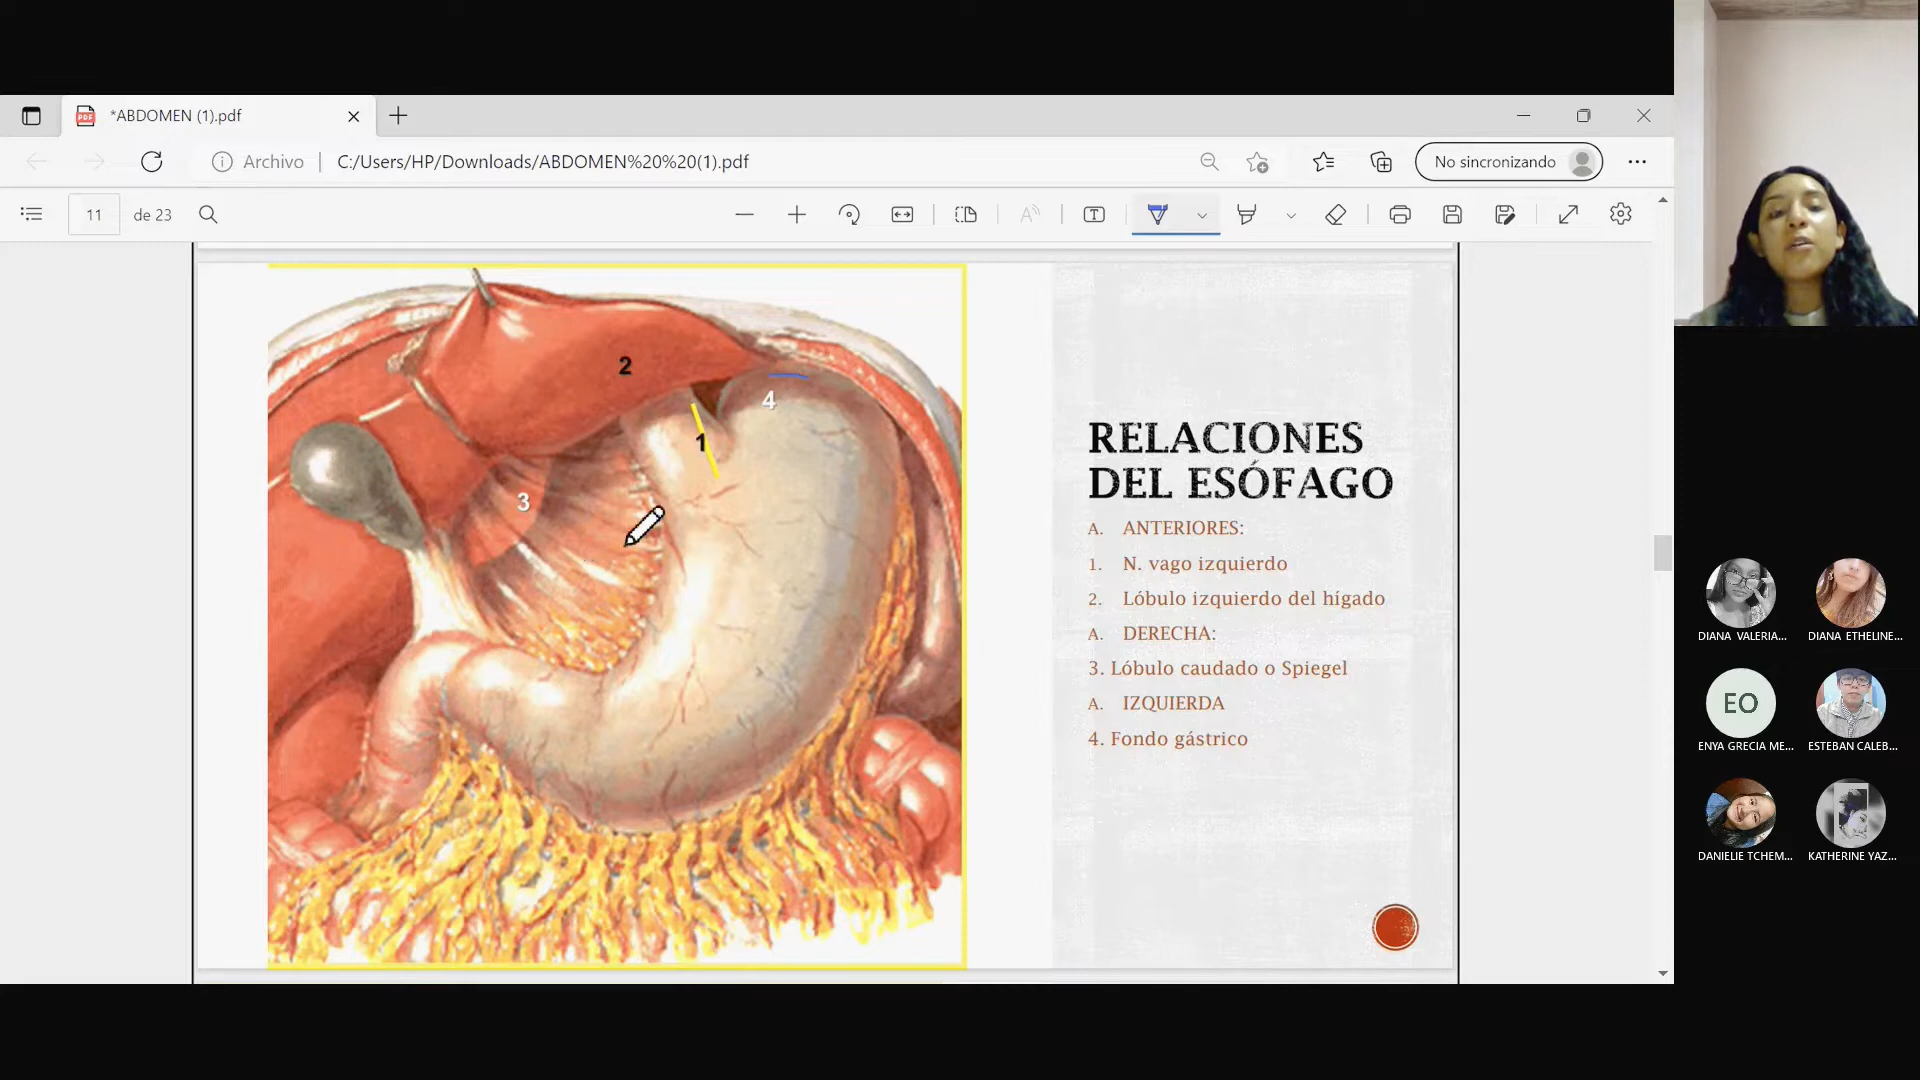 *ABDOMEN (1).pdf
Archivo
C:/Users/HP/Downloads/ABDOMEN%20%20(1).pdf
No sincronizando
11 de 23
2
4
1
3
RELACIONES
DEL ESÓFAGO
A. ANTERIORES:
1. N. vago izquierdo
2. Lóbulo izquierdo del hígado
A. DERECHA:
3. Lóbulo caudado o Spiegel
A. IZQUIERDA
4. Fondo gástrico
DIANA VALERIA...
DIANA ETHELINE...
EO
ENYA GRECIA ME...
ESTEBAN CALEB...
DANIELIE TCHEM...
KATHERINE YAZ...